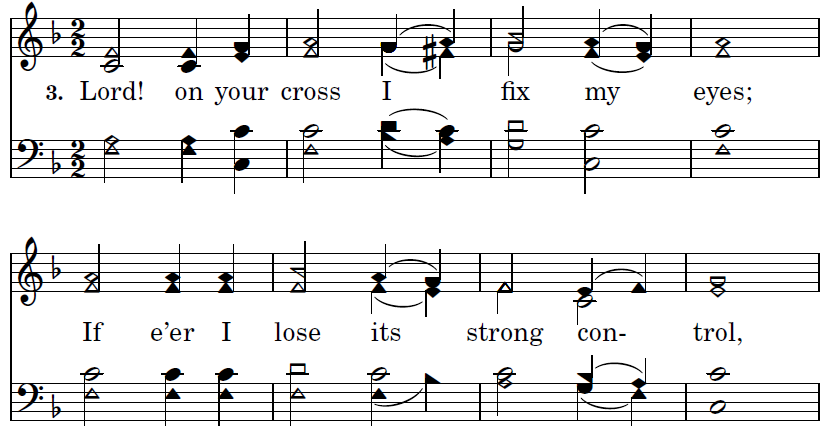 3. Lord! on your cross I fix my eyes;
If e’er I lose its strong con- trol,